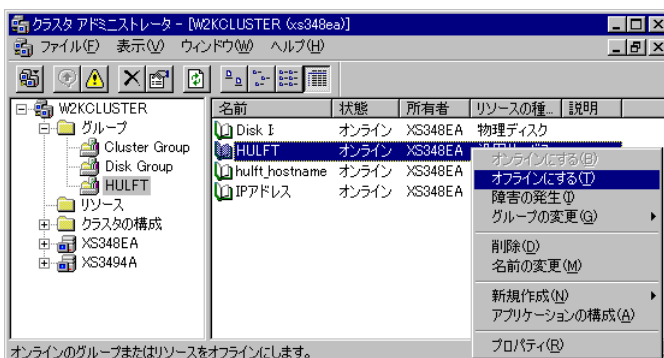 クラスタ アドミニストレータ - [W2KCLUSTER (xs348ea)]
ファイル(F) 表示(V) ウィンドウ(W) ヘルプ(H)
W2KCLUSTER
グループ
Cluster Group
Disk Group
HULFT
リソース
クラスタの構成
XS348EA
XS3494A
名前 状態 所有者 リソースの種... 説明
Disk I: オンライン XS348EA 物理ディスク
HULFT オンライン XS348EA
hulft_hostname オンライン XS348EA
IPアドレス オンライン XS348EA
オンラインにする(B)
オフラインにする(T)
障害の発生(I)
グループの変更(G)
削除(D)
名前の変更(M)
新規作成(N)
アプリケーションの構成(A)
プロパティ(R)
オンラインのグループまたはリソースをオフラインにします。